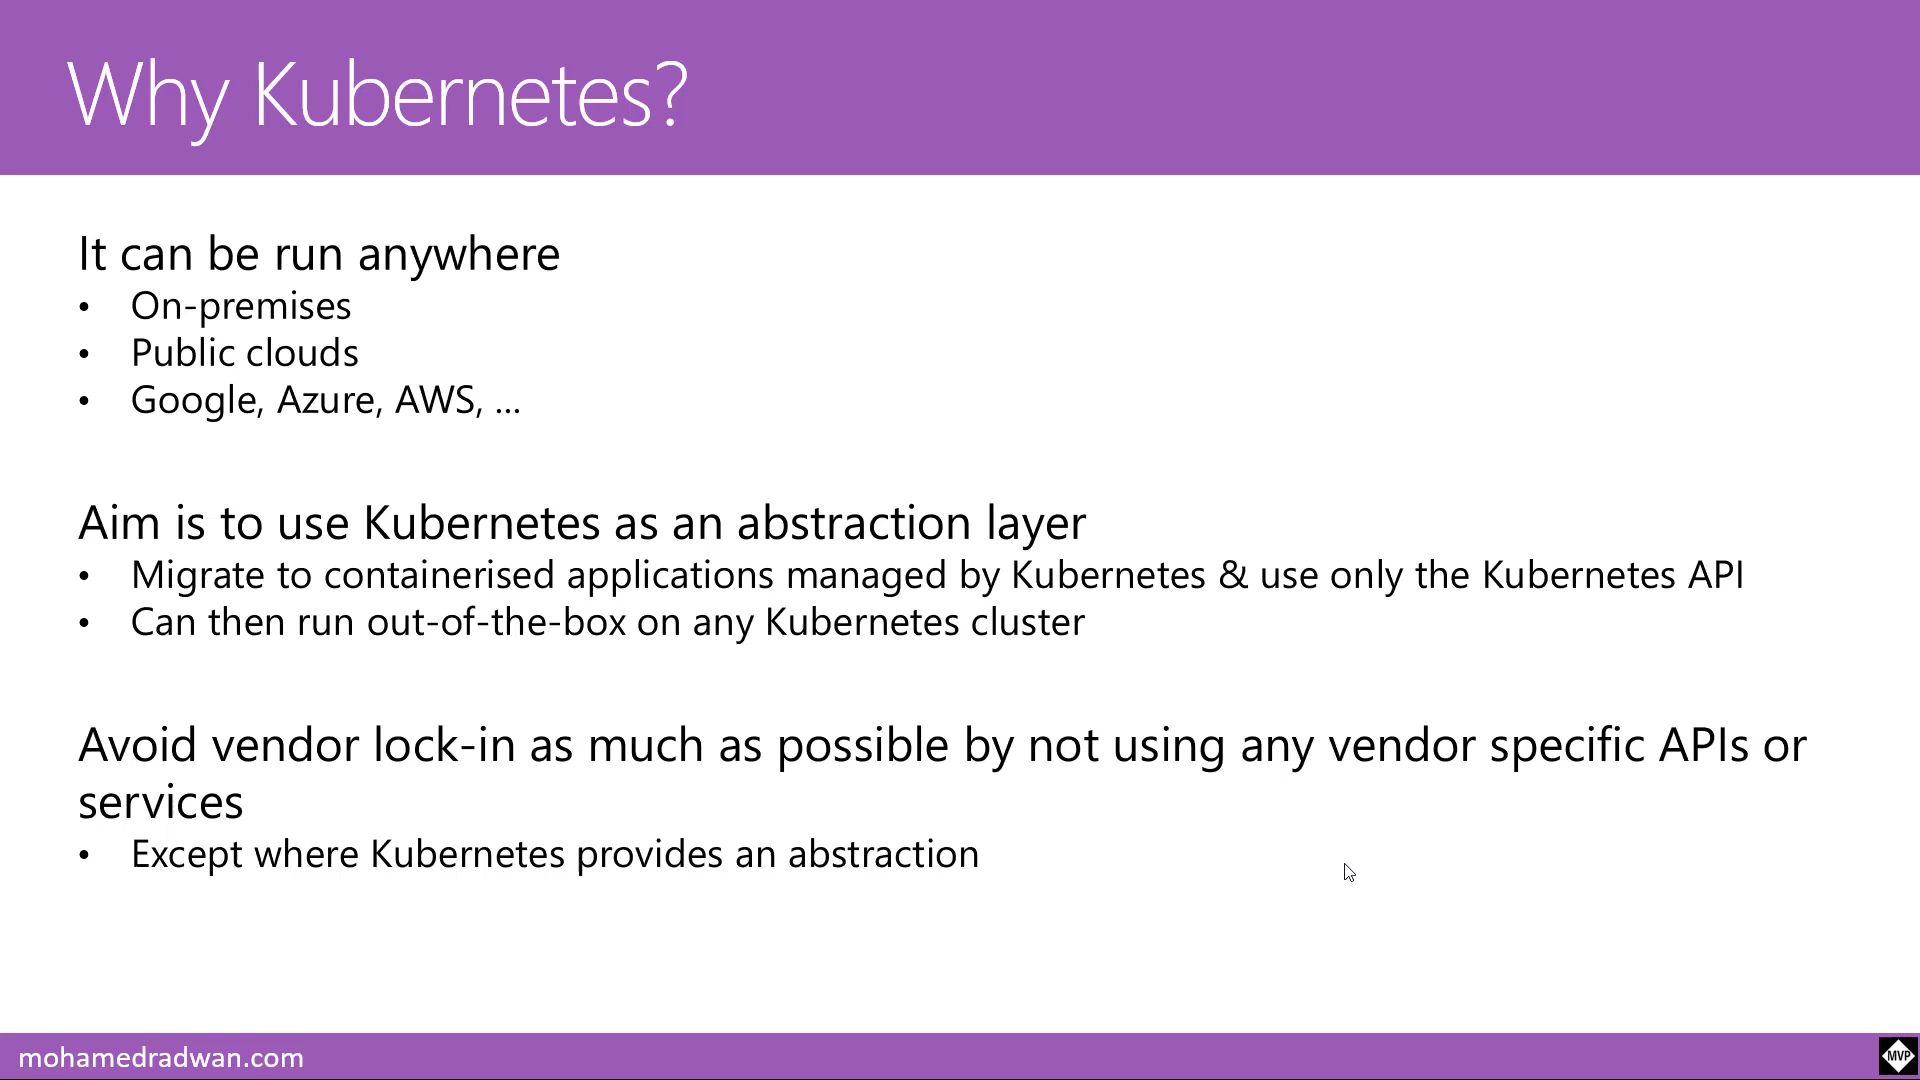 Why Kubernetes?
It can be run anywhere
• On-premises
• Public clouds
• Google, Azure, AWS, ...
Aim is to use Kubernetes as an abstraction layer
• Migrate to containerised applications managed by Kubernetes & use only the Kubernetes API
• Can then run out-of-the-box on any Kubernetes cluster
Avoid vendor lock-in as much as possible by not using any vendor specific APIs or
services
• Except where Kubernetes provides an abstraction
mohamedradwan.com
MVP